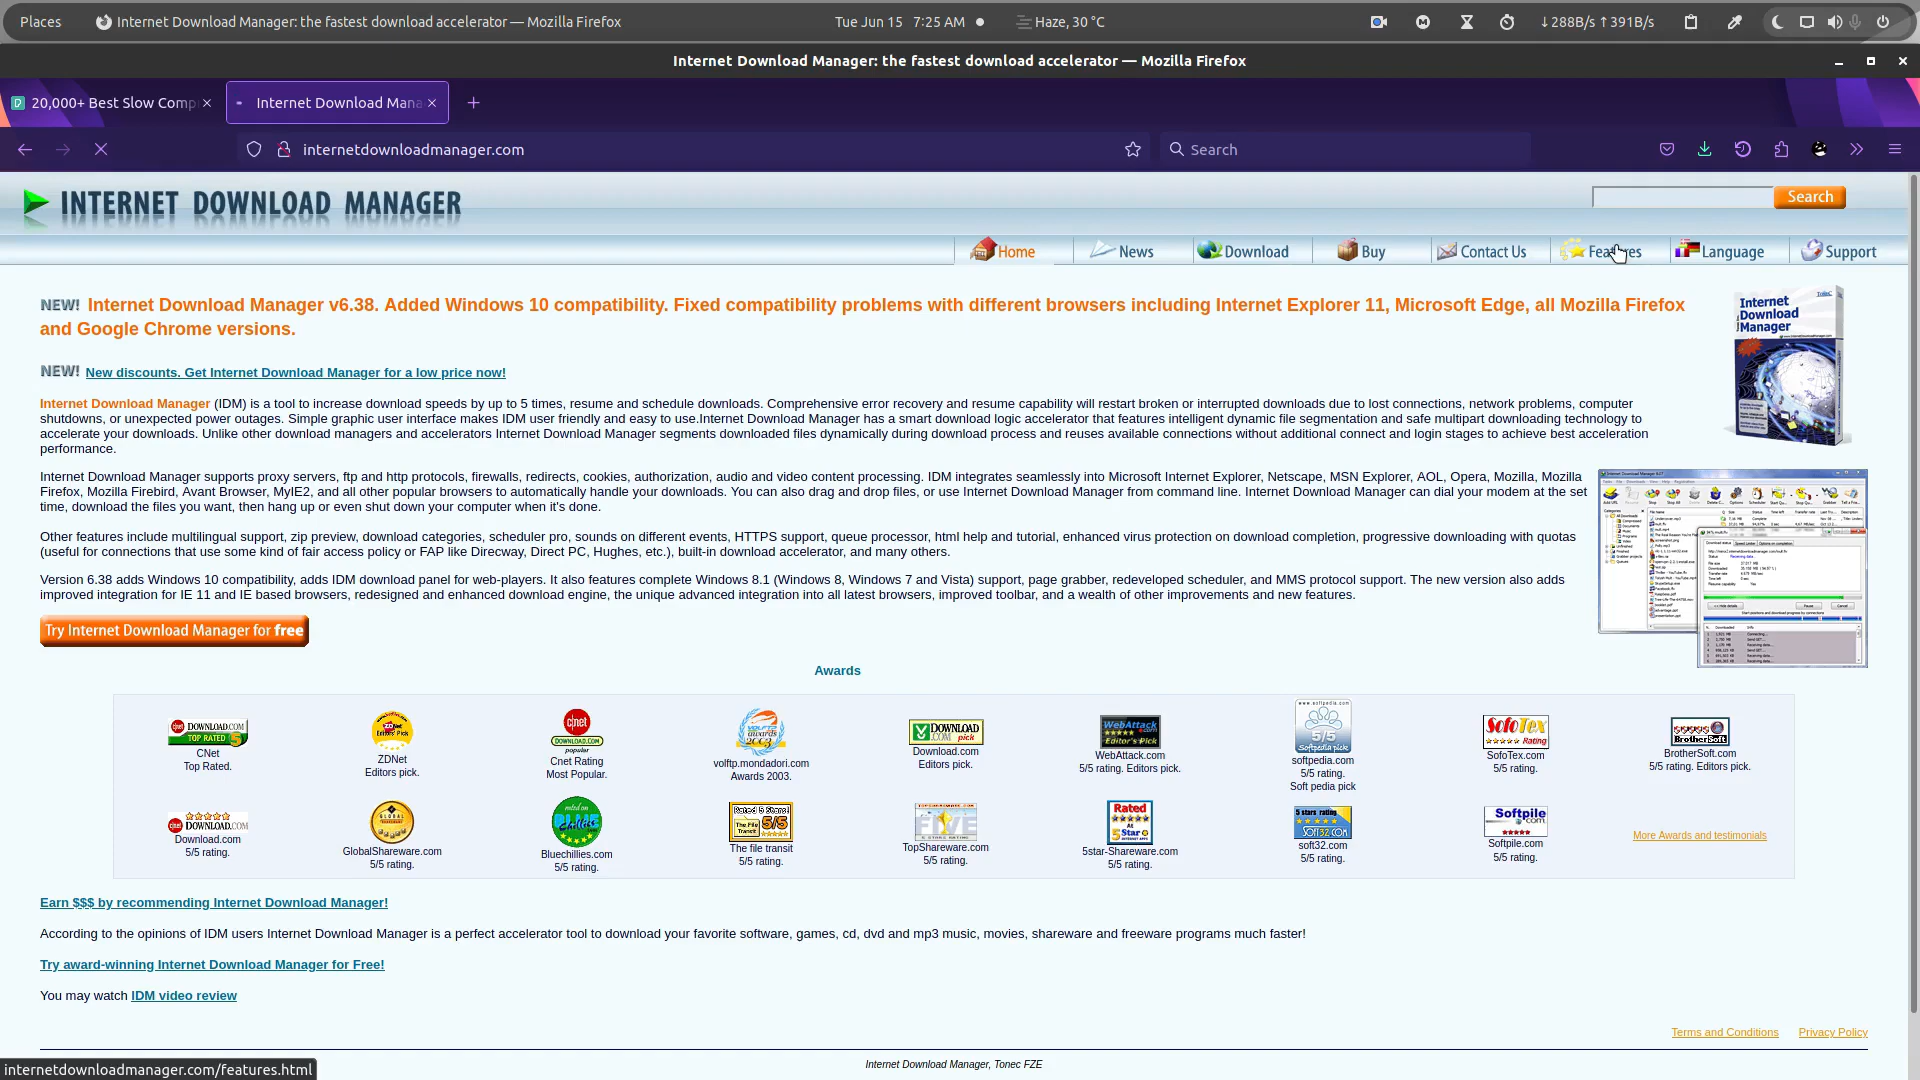 Places Internet Download Manager: the fastest download accelerator — Mozilla Firefox Tue Jun 15 7:25 AM Haze, 30 °C ↓288B/s ↑391B/s
Internet Download Manager: the fastest download accelerator — Mozilla Firefox
20,000+ Best Slow Comp Internet Download Mana
internetdownloadmanager.com Search
INTERNET DOWNLOAD MANAGER Search
Home News Download Buy Contact Us Features Language Support
NEW! Internet Download Manager v6.38. Added Windows 10 compatibility. Fixed compatibility problems with different browsers including Internet Explorer 11, Microsoft Edge, all Mozilla Firefox
and Google Chrome versions.
Internet
Download
Manager
NEW! New discounts. Get Internet Download Manager for a low price now!
Internet Download Manager (IDM) is a tool to increase download speeds by up to 5 times, resume and schedule downloads. Comprehensive error recovery and resume capability will restart broken or interrupted downloads due to lost connections, network problems, computer
shutdowns, or unexpected power outages. Simple graphic user interface makes IDM user friendly and easy to use.Internet Download Manager has a smart download logic accelerator that features intelligent dynamic file segmentation and safe multipart downloading technology to
accelerate your downloads. Unlike other download managers and accelerators Internet Download Manager segments downloaded files dynamically during download process and reuses available connections without additional connect and login stages to achieve best acceleration
performance.
Internet Download Manager supports proxy servers, ftp and http protocols, firewalls, redirects, cookies, authorization, audio and video content processing. IDM integrates seamlessly into Microsoft Internet Explorer, Netscape, MSN Explorer, AOL, Opera, Mozilla, Mozilla
Firefox, Mozilla Firebird, Avant Browser, MyIE2, and all other popular browsers to automatically handle your downloads. You can also drag and drop files, or use Internet Download Manager from command line. Internet Download Manager can dial your modem at the set
time, download the files you want, then hang up or even shut down your computer when it's done.
Other features include multilingual support, zip preview, download categories, scheduler pro, sounds on different events, HTTPS support, queue processor, html help and tutorial, enhanced virus protection on download completion, progressive downloading with quotas
(useful for connections that use some kind of fair access policy or FAP like Direcway, Direct PC, Hughes, etc.), built-in download accelerator, and many others.
Version 6.38 adds Windows 10 compatibility, adds IDM download panel for web-players. It also features complete Windows 8.1 (Windows 8, Windows 7 and Vista) support, page grabber, redeveloped scheduler, and MMS protocol support. The new version also adds
improved integration for IE 11 and IE based browsers, redesigned and enhanced download engine, the unique advanced integration into all latest browsers, improved toolbar, and a wealth of other improvements and new features.
Try Internet Download Manager for free
Awards
CNet
Top Rated.
ZDNet
Editors pick.
Cnet Rating
Most Popular.
volftp.mondadori.com
Awards 2003.
Download.com
Editors pick.
WebAttack.com
5/5 rating. Editors pick.
softpedia.com
5/5 rating.
Soft pedia pick
SofoTex.com
5/5 rating.
BrotherSoft.com
5/5 rating. Editors pick.
Download.com
5/5 rating.
GlobalShareware.com
5/5 rating.
Bluechillies.com
5/5 rating.
The file transit
5/5 rating.
TopShareware.com
5/5 rating.
5star-Shareware.com
5/5 rating.
soft32.com
5/5 rating.
Softpile.com
5/5 rating.
More Awards and testimonials
Earn $$$ by recommending Internet Download Manager!
According to the opinions of IDM users Internet Download Manager is a perfect accelerator tool to download your favorite software, games, cd, dvd and mp3 music, movies, shareware and freeware programs much faster!
Try award-winning Internet Download Manager for Free!
You may watch IDM video review
Terms and Conditions Privacy Policy
Internet Download Manager, Tonec FZE
internetdownloadmanager.com/features.html